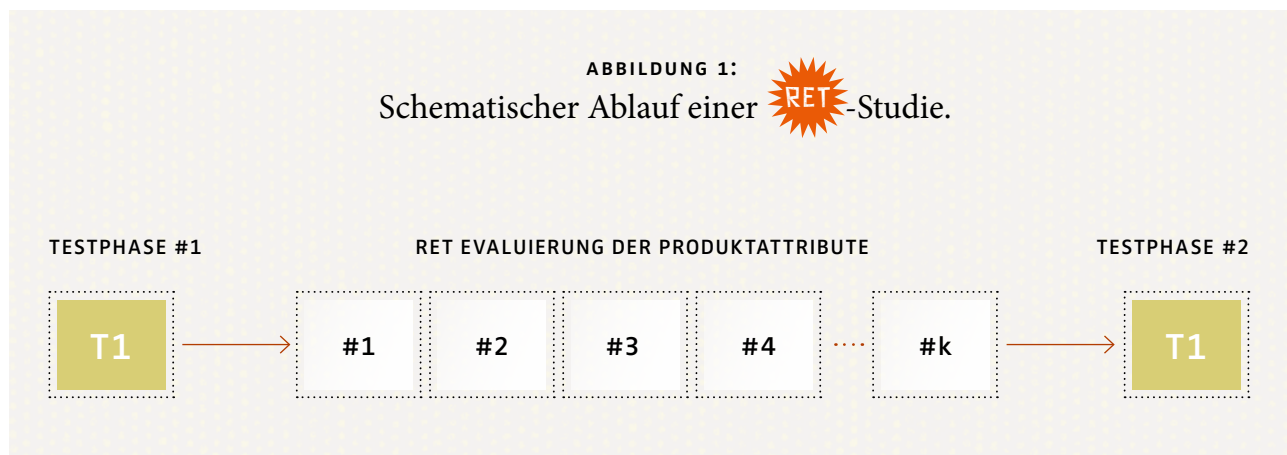 ABBILDUNG 1:
Schematischer Ablauf einer RET-Studie.
TESTPHASE #1
RET EVALUIERUNG DER PRODUKTATTRIBUTE
TESTPHASE #2
T1
#1
#2
#3
#4
....
#k
T1